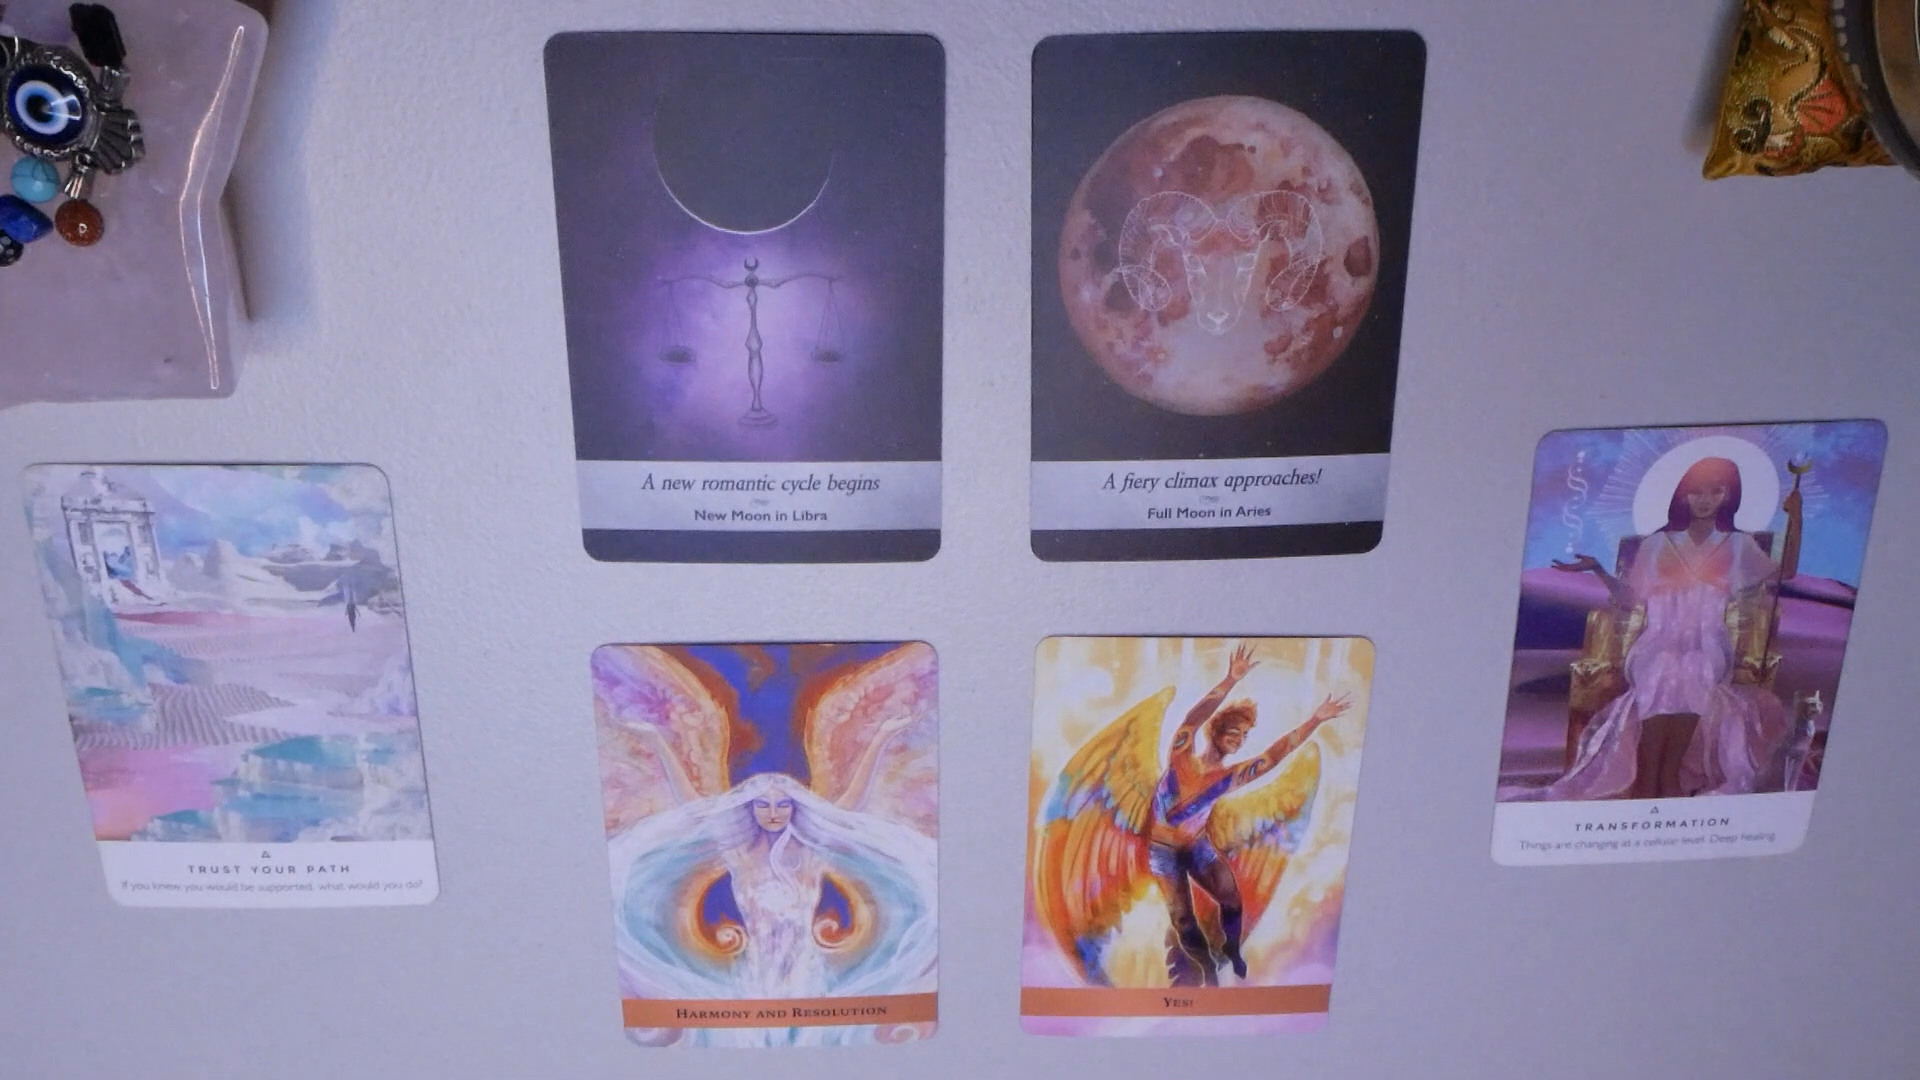 A new romantic cycle begins
New Moon in Libra
A fiery climax approaches!
Full Moon in Aries
TRUST YOUR PATH
If you knew you would be supported, what would you do?
TRANSFORMATION
Things are changing at a cellular level. Deep healing.
HARMONY AND RESOLUTION
YES!